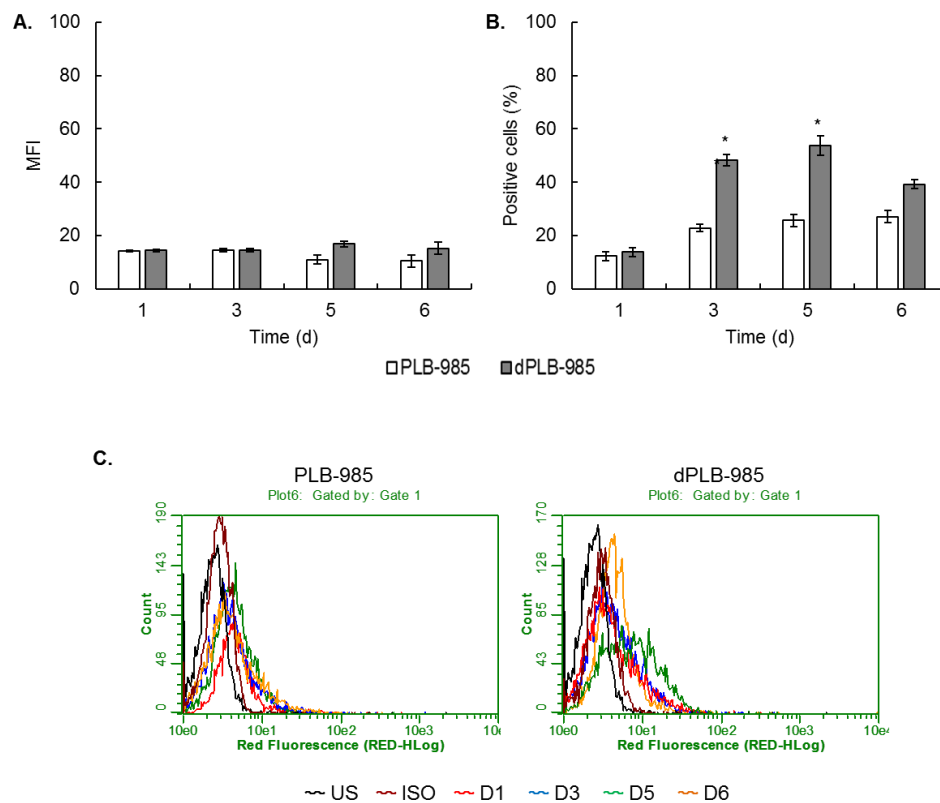 A.
100
80
60
40
20
0
MFI
1 3 5 6
Time (d)
B.
100
80
60
40
20
0
Positive cells (%)
*
*
*
1 3 5 6
Time (d)
PLB-985 dPLB-985
C.
PLB-985
Plot6: Gated by: Gate 1
190
143
95
48
0
Count
10e0 10e1 10e2 10e3 10e
Red Fluorescence (RED-HLog)
dPLB-985
Plot6: Gated by: Gate 1
170
128
85
43
0
Count
10e0 10e1 10e2 10e3 10e4
Red Fluorescence (RED-HLog)
US ISO D1 D3 D5 D6